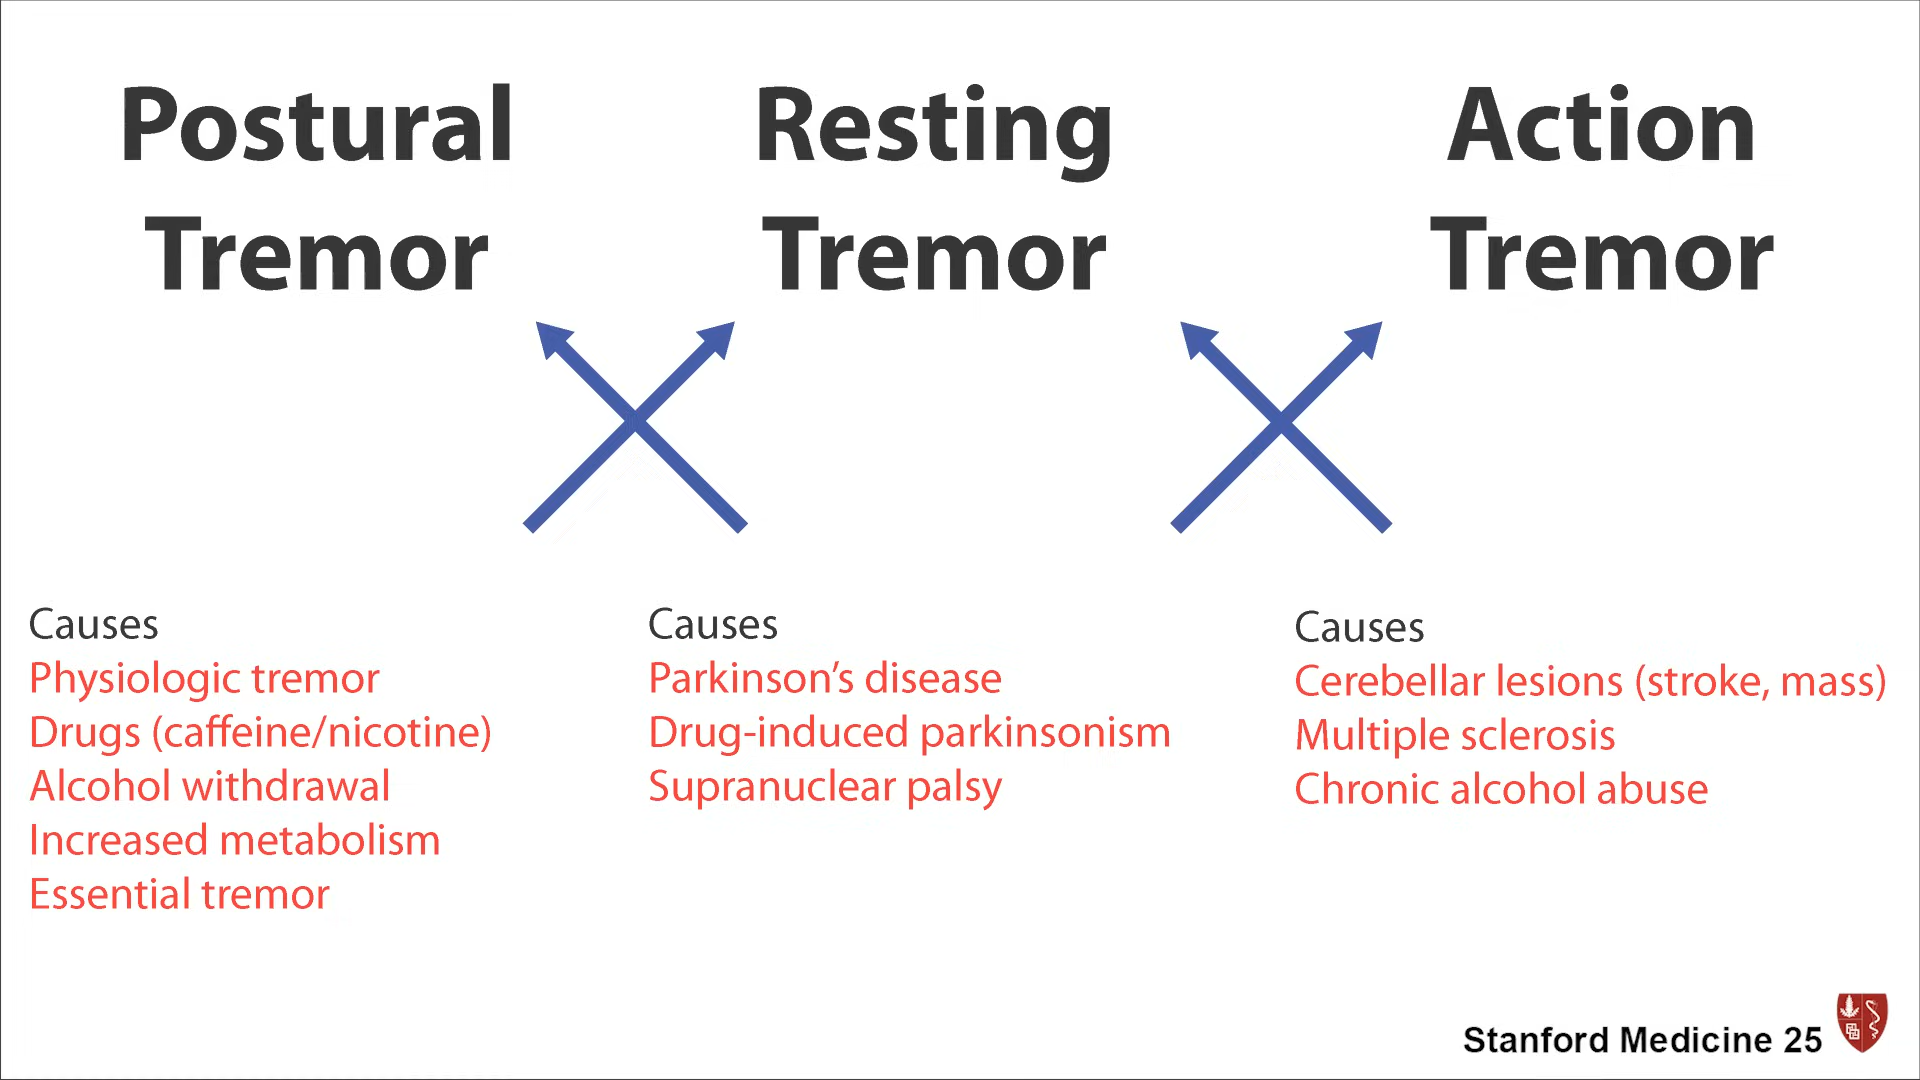 Postural
Tremor
Resting
Tremor
Action
Tremor
Causes
Physiologic tremor
Drugs (caffeine/nicotine)
Alcohol withdrawal
Increased metabolism
Essential tremor
Causes
Parkinson’s disease
Drug-induced parkinsonism
Supranuclear palsy
Causes
Cerebellar lesions (stroke, mass)
Multiple sclerosis
Chronic alcohol abuse
Stanford Medicine 25